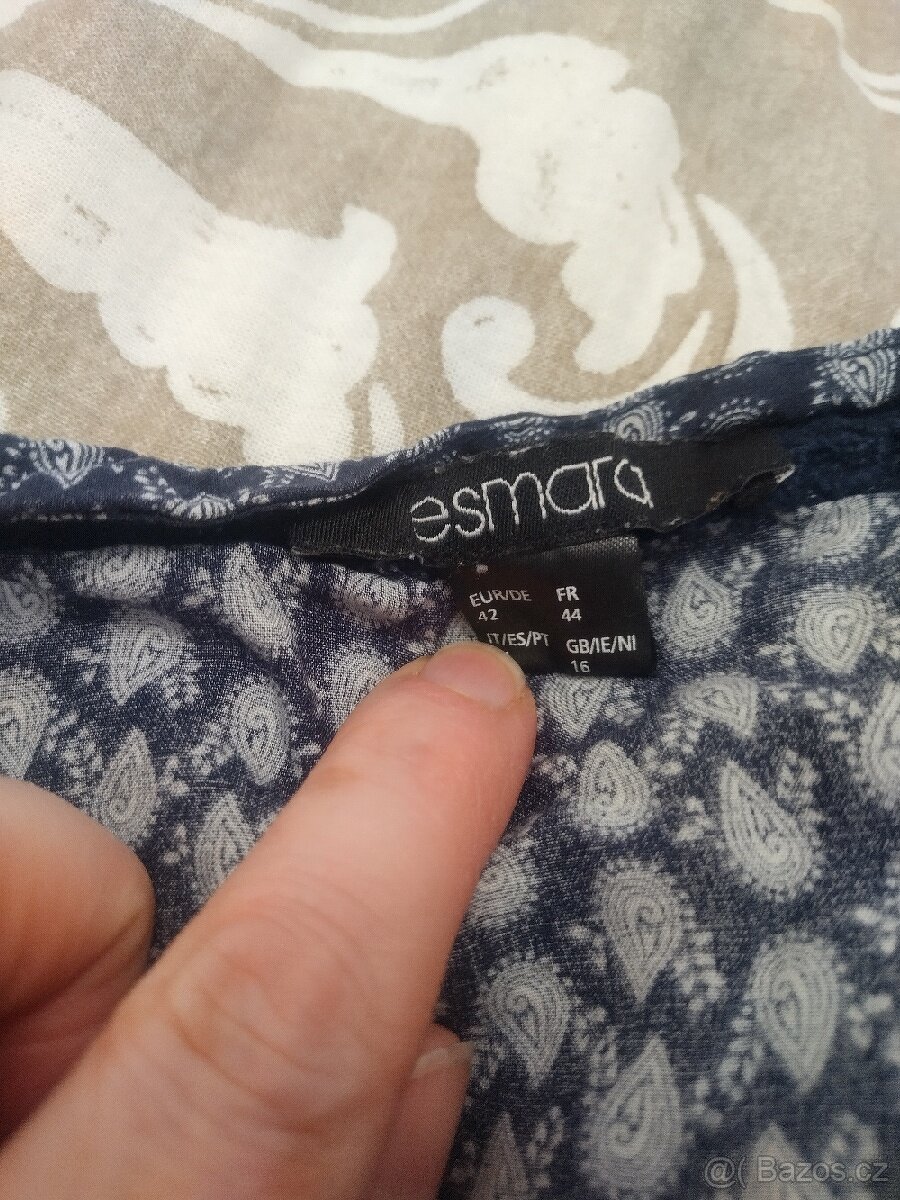 esmara
EUR/DE FR
42 44
IT/ES/PT GB/IE/NI
16
@( Bazos.cz